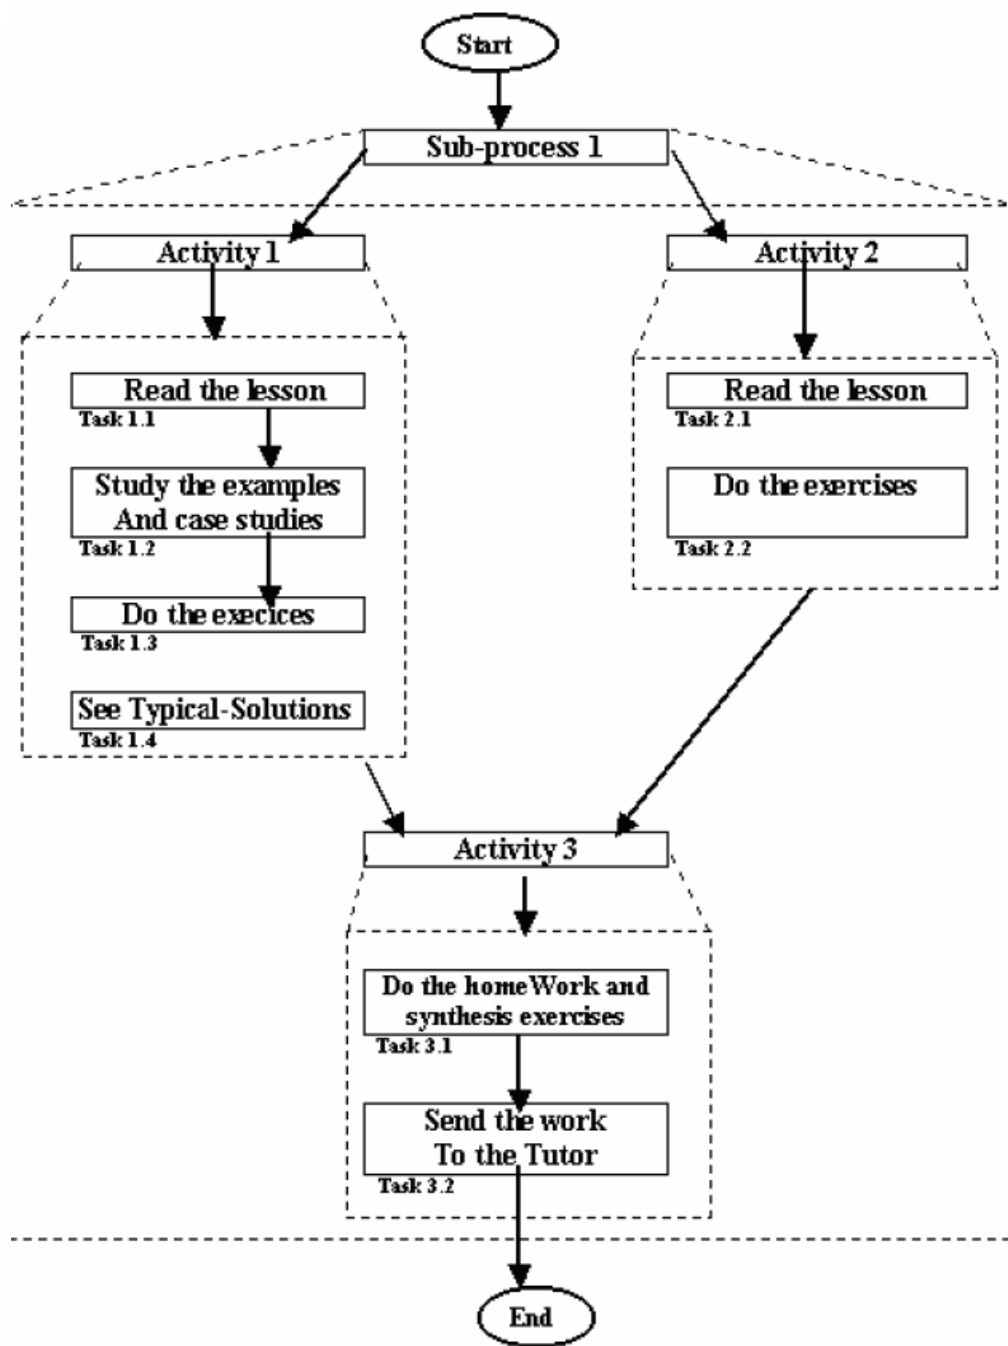 Start
Sub-process 1
Activity 1
Activity 2
Read the lesson
Task 1.1
Study the examples
And case studies
Task 1.2
Do the execices
Task 1.3
See Typical-Solutions
Task 1.4
Read the lesson
Task 2.1
Do the exercises
Task 2.2
Activity 3
Do the homeWork and
synthesis exercises
Task 3.1
Send the work
To the Tutor
Task 3.2
End